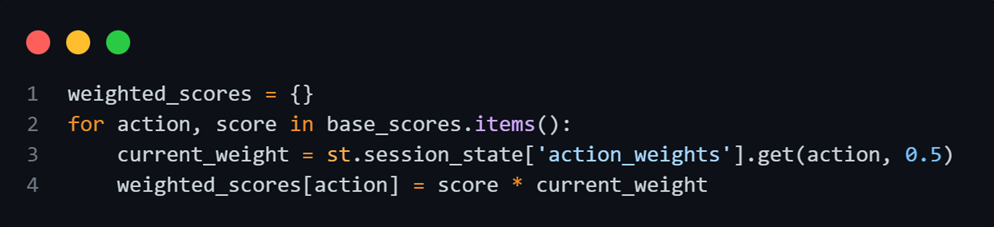 1 weighted_scores = {}
2 for action, score in base_scores.items():
3     current_weight = st.session_state['action_weights'].get(action, 0.5)
4     weighted_scores[action] = score * current_weight